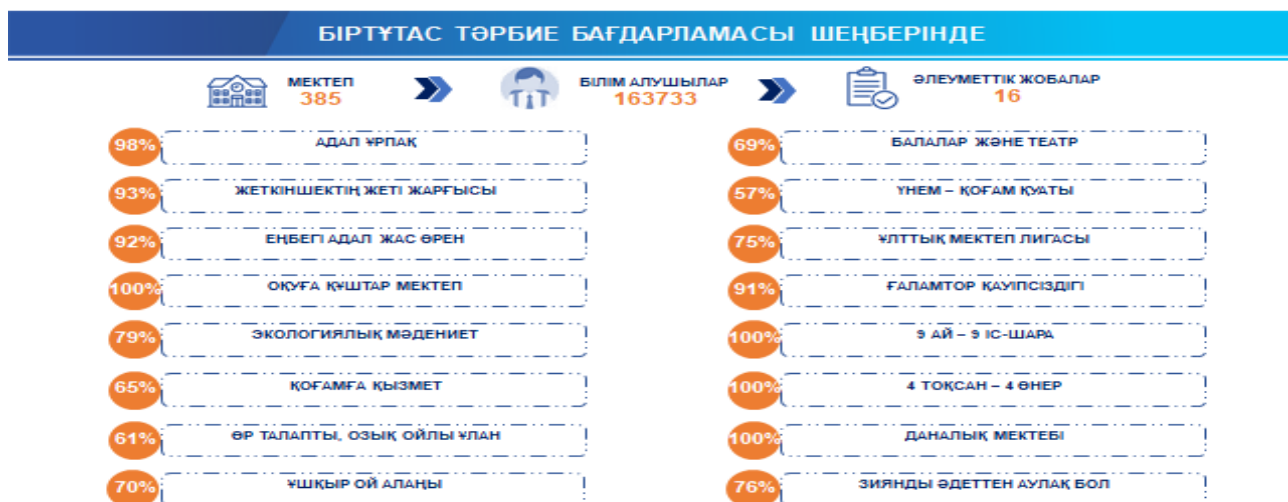 БІРТҰТАС ТӘРБИЕ БАҒДАРЛАМАСЫ ШЕҢБЕРІНДЕ
МЕКТЕП
385
БІЛІМ АЛУШЫЛАР
163733
ӘЛЕУМЕТТІК ЖОБАЛАР
16
98% АДАЛ ҰРПАҚ
93% ЖЕТКІНШЕКТІҢ ЖЕТІ ЖАРҒЫСЫ
92% ЕҢБЕГІ АДАЛ ЖАС ӨРЕН
100% ОҚУҒА ҚҰШТАР МЕКТЕП
79% ЭКОЛОГИЯЛЫҚ МӘДЕНИЕТ
65% ҚОҒАМҒА ҚЫЗМЕТ
61% ӨР ТАЛАПТЫ, ОЗЫҚ ОЙЛЫ ҰЛАН
70% ҰШҚЫР ОЙ АЛАҢЫ
69% БАЛАЛАР ЖӘНЕ ТЕАТР
57% ҮНЕМ – ҚОҒАМ ҚУАТЫ
75% ҰЛТТЫҚ МЕКТЕП ЛИГАСЫ
91% ҒАЛАМТОР ҚАУІПСІЗДІГІ
100% 9 АЙ – 9 ІС-ШАРА
100% 4 ТОҚСАН – 4 ӨНЕР
100% ДАНАЛЫҚ МЕКТЕБІ
76% ЗИЯНДЫ ӘДЕТТЕН АУЛАҚ БОЛ